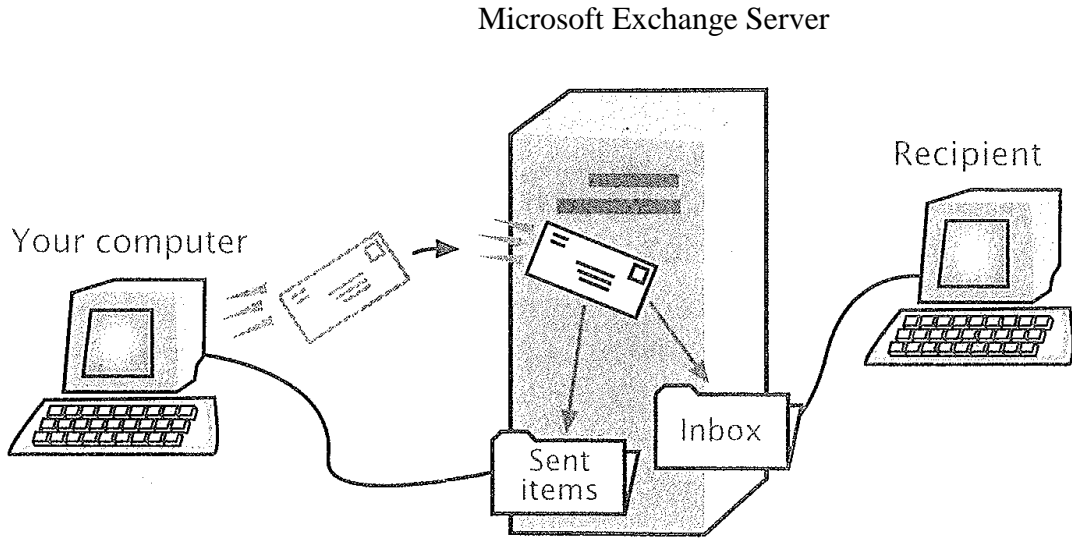 Microsoft Exchange Server
Recipient
Your computer
Inbox
Sent
items